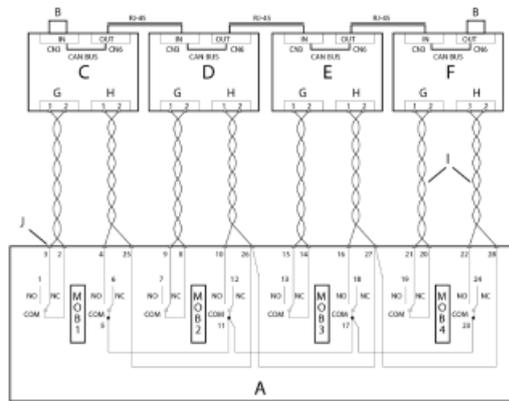 B RJ-45 RJ-45 RJ-45 B
IN OUT IN OUT IN OUT IN OUT
CN3 CN6 CN3 CN6 CN3 CN6 CN3 CN6
CAN BUS CAN BUS CAN BUS CAN BUS
C D E F
G H G H G H G H
1 2 1 2 1 2 1 2 1 2 1 2 1 2 1 2
I
J
3 2 4 25 9 8 10 26 15 14 16 27 21 20 22 28
1 6 7 12 13 18 19 24
NO NC NO NC NO NC NO NC NO NC NO NC NO NC NO NC
COM MOB1 COM COM MOB2 COM COM MOB3 COM COM MOB4 COM
5 11 17 23
A